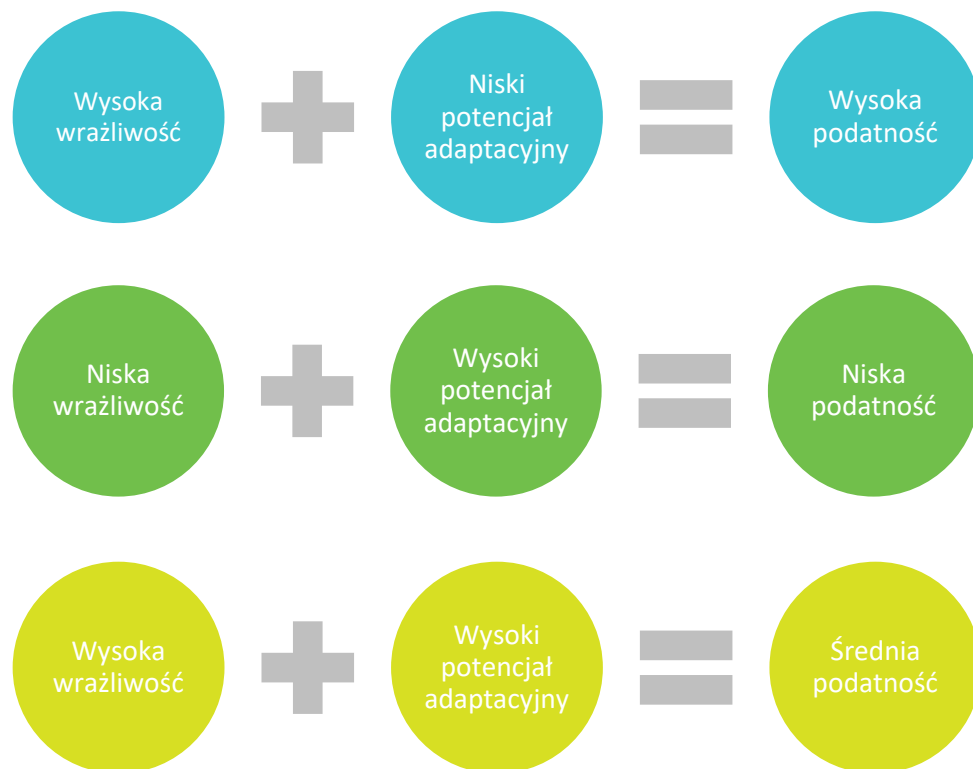 Wysoka
wrażliwość
Niski
potencjał
adaptacyjny
Wysoka
podatność
Niska
wrażliwość
Wysoki
potencjał
adaptacyjny
Niska
podatność
Wysoka
wrażliwość
Wysoki
potencjał
adaptacyjny
Średnia
podatność